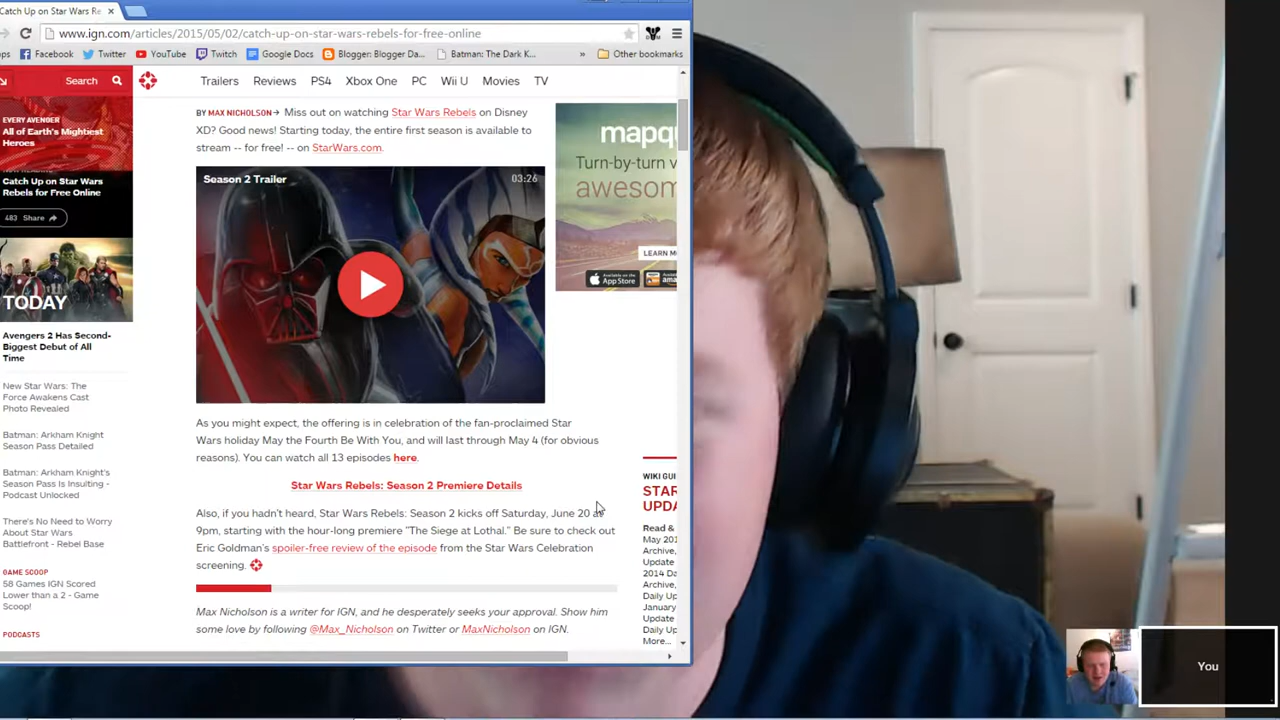 Catch Up on Star Wars Re
www.ign.com/articles/2015/05/02/catch-up-on-star-wars-rebels-for-free-online
Facebook Twitter YouTube Twitch Google Docs Blogger: Blogger Da... Batman: The Dark K... » Other bookmarks
Search
Trailers Reviews PS4 Xbox One PC Wii U Movies TV
EVERY AVENGER
All of Earth's Mightiest
Heroes
Catch Up on Star Wars
Rebels for Free Online
483 Share
TODAY
Avengers 2 Has Second-
Biggest Debut of All
Time
New Star Wars: The
Force Awakens Cast
Photo Revealed
Batman: Arkham Knight
Season Pass Detailed
Batman: Arkham Knight's
Season Pass Is Insulting -
Podcast Unlocked
There's No Need to Worry
About Star Wars
Battlefront - Rebel Base
GAME SCOOP
58 Games IGN Scored
Lower than a 2 - Game
Scoop!
PODCASTS
BY MAX NICHOLSON Miss out on watching Star Wars Rebels on Disney
XD? Good news! Starting today, the entire first season is available to
stream -- for free! -- on StarWars.com.
Season 2 Trailer 03:26
As you might expect, the offering is in celebration of the fan-proclaimed Star
Wars holiday May the Fourth Be With You, and will last through May 4 (for obvious
reasons). You can watch all 13 episodes here.
Star Wars Rebels: Season 2 Premiere Details
Also, if you hadn't heard, Star Wars Rebels: Season 2 kicks off Saturday, June 20 at
9pm, starting with the hour-long premiere "The Siege at Lothal." Be sure to check out
Eric Goldman's spoiler-free review of the episode from the Star Wars Celebration
screening.
Max Nicholson is a writer for IGN, and he desperately seeks your approval. Show him
some love by following @Max_Nicholson on Twitter or MaxNicholson on IGN.
mapqu
Turn-by-turn v
awesom
LEARN M
Available on the
App Store
ama
WIKI GUI
STAR
UPDA
Read &
May 201
Archive,
Update
2014 Da
Archive,
Daily Up
January
Update
Daily Up
More...
You